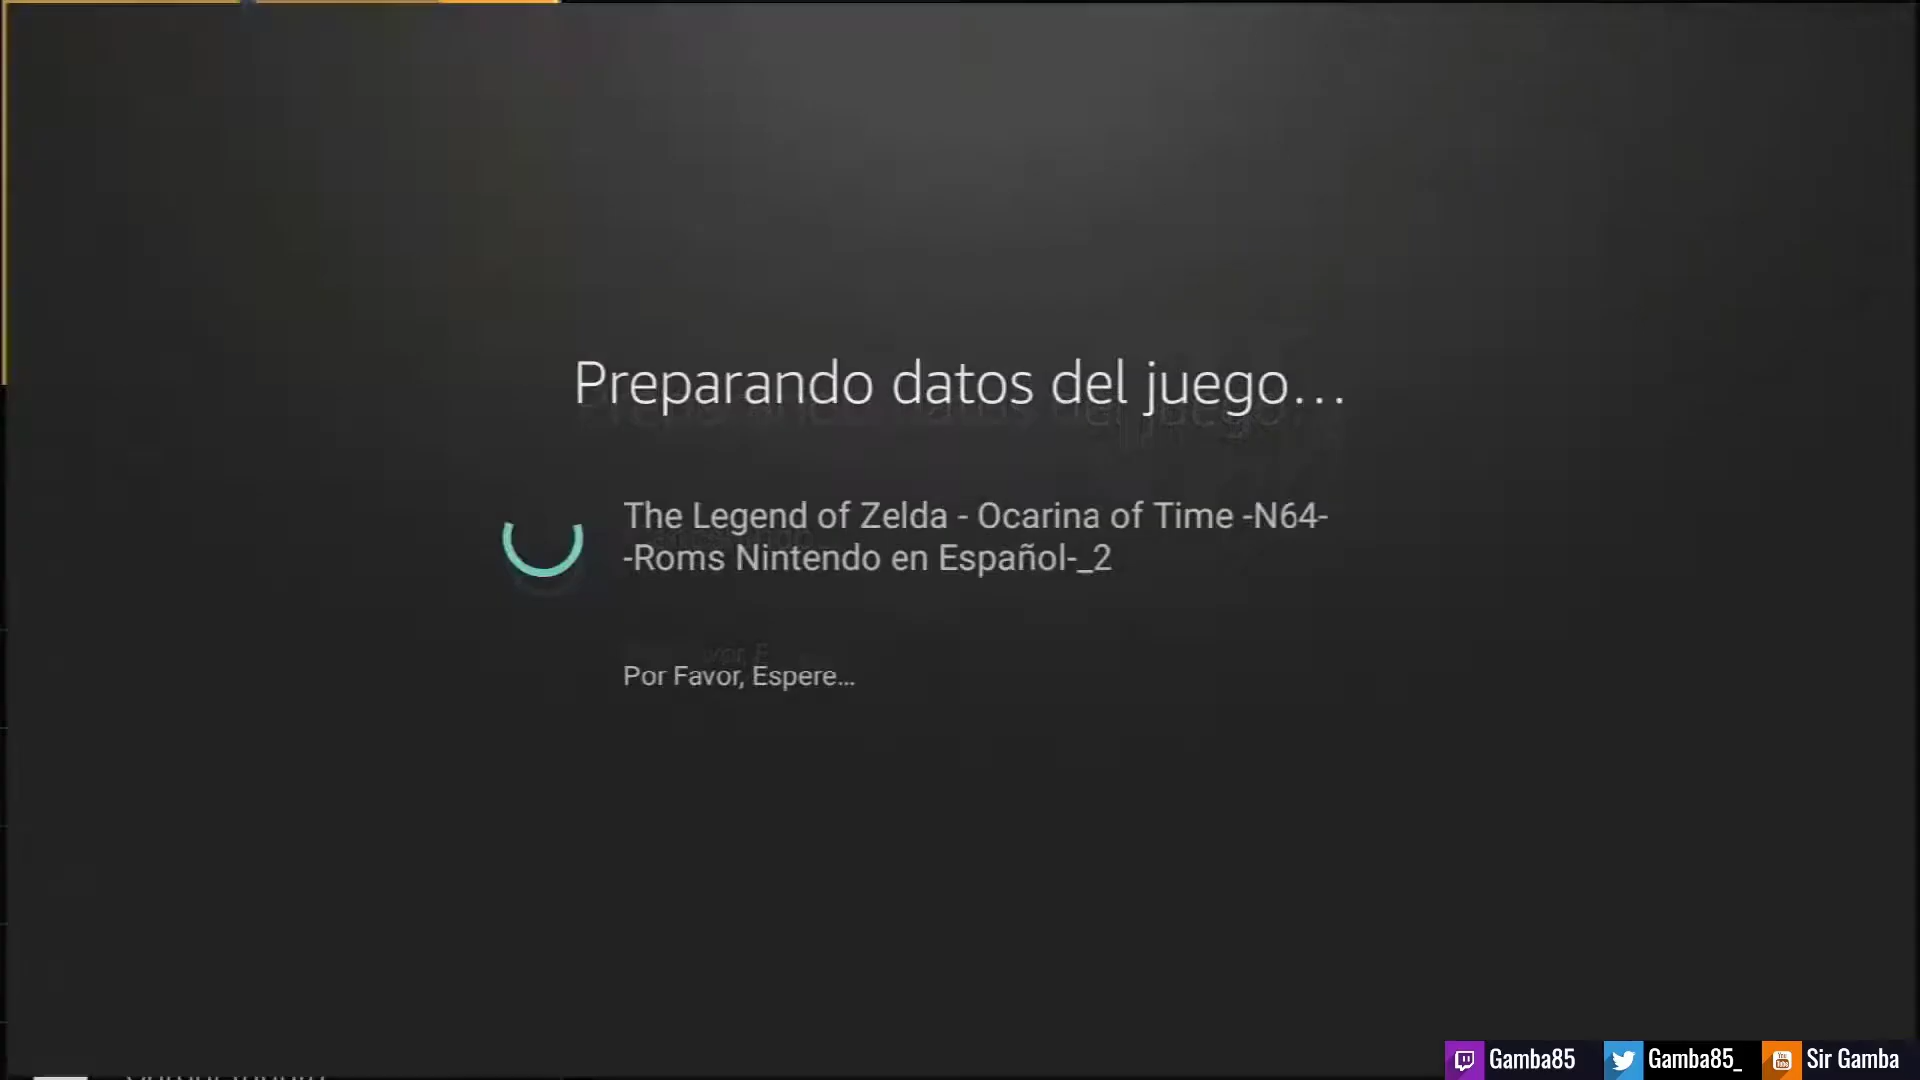 Preparando datos del juego...
The Legend of Zelda - Ocarina of Time -N64-
-Roms Nintendo en Español-_2
Por Favor, Espere...
Gamba85 Gamba85_ Sir Gamba